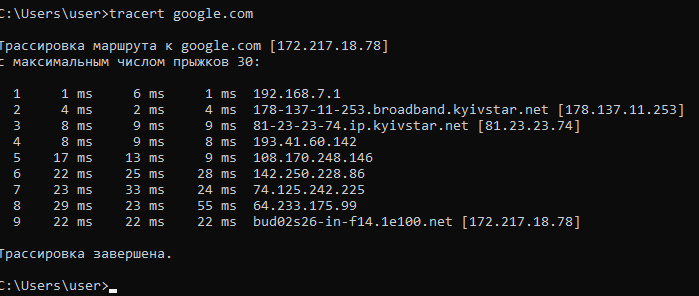 C:\Users\user>tracert google.com
Трассировка маршрута к google.com [172.217.18.78]
с максимальным числом прыжков 30:
1 1 ms 6 ms 1 ms 192.168.7.1
2 4 ms 2 ms 4 ms 178-137-11-253.broadband.kyivstar.net [178.137.11.253]
3 8 ms 9 ms 9 ms 81-23-23-74.ip.kyivstar.net [81.23.23.74]
4 8 ms 9 ms 8 ms 193.41.60.142
5 17 ms 13 ms 9 ms 108.170.248.146
6 22 ms 25 ms 28 ms 142.250.228.86
7 23 ms 33 ms 24 ms 74.125.242.225
8 29 ms 23 ms 55 ms 64.233.175.99
9 22 ms 22 ms 22 ms bud02s26-in-f14.1e100.net [172.217.18.78]
Трассировка завершена.
C:\Users\user>